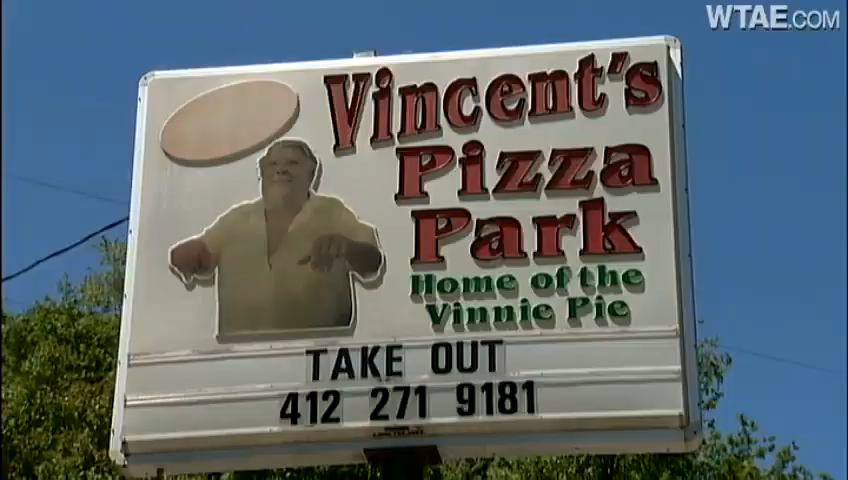 WTAE.COM
Vincent's
Pizza
Park
Home of the
Vinnie Pie
TAKE OUT
412 271 9181